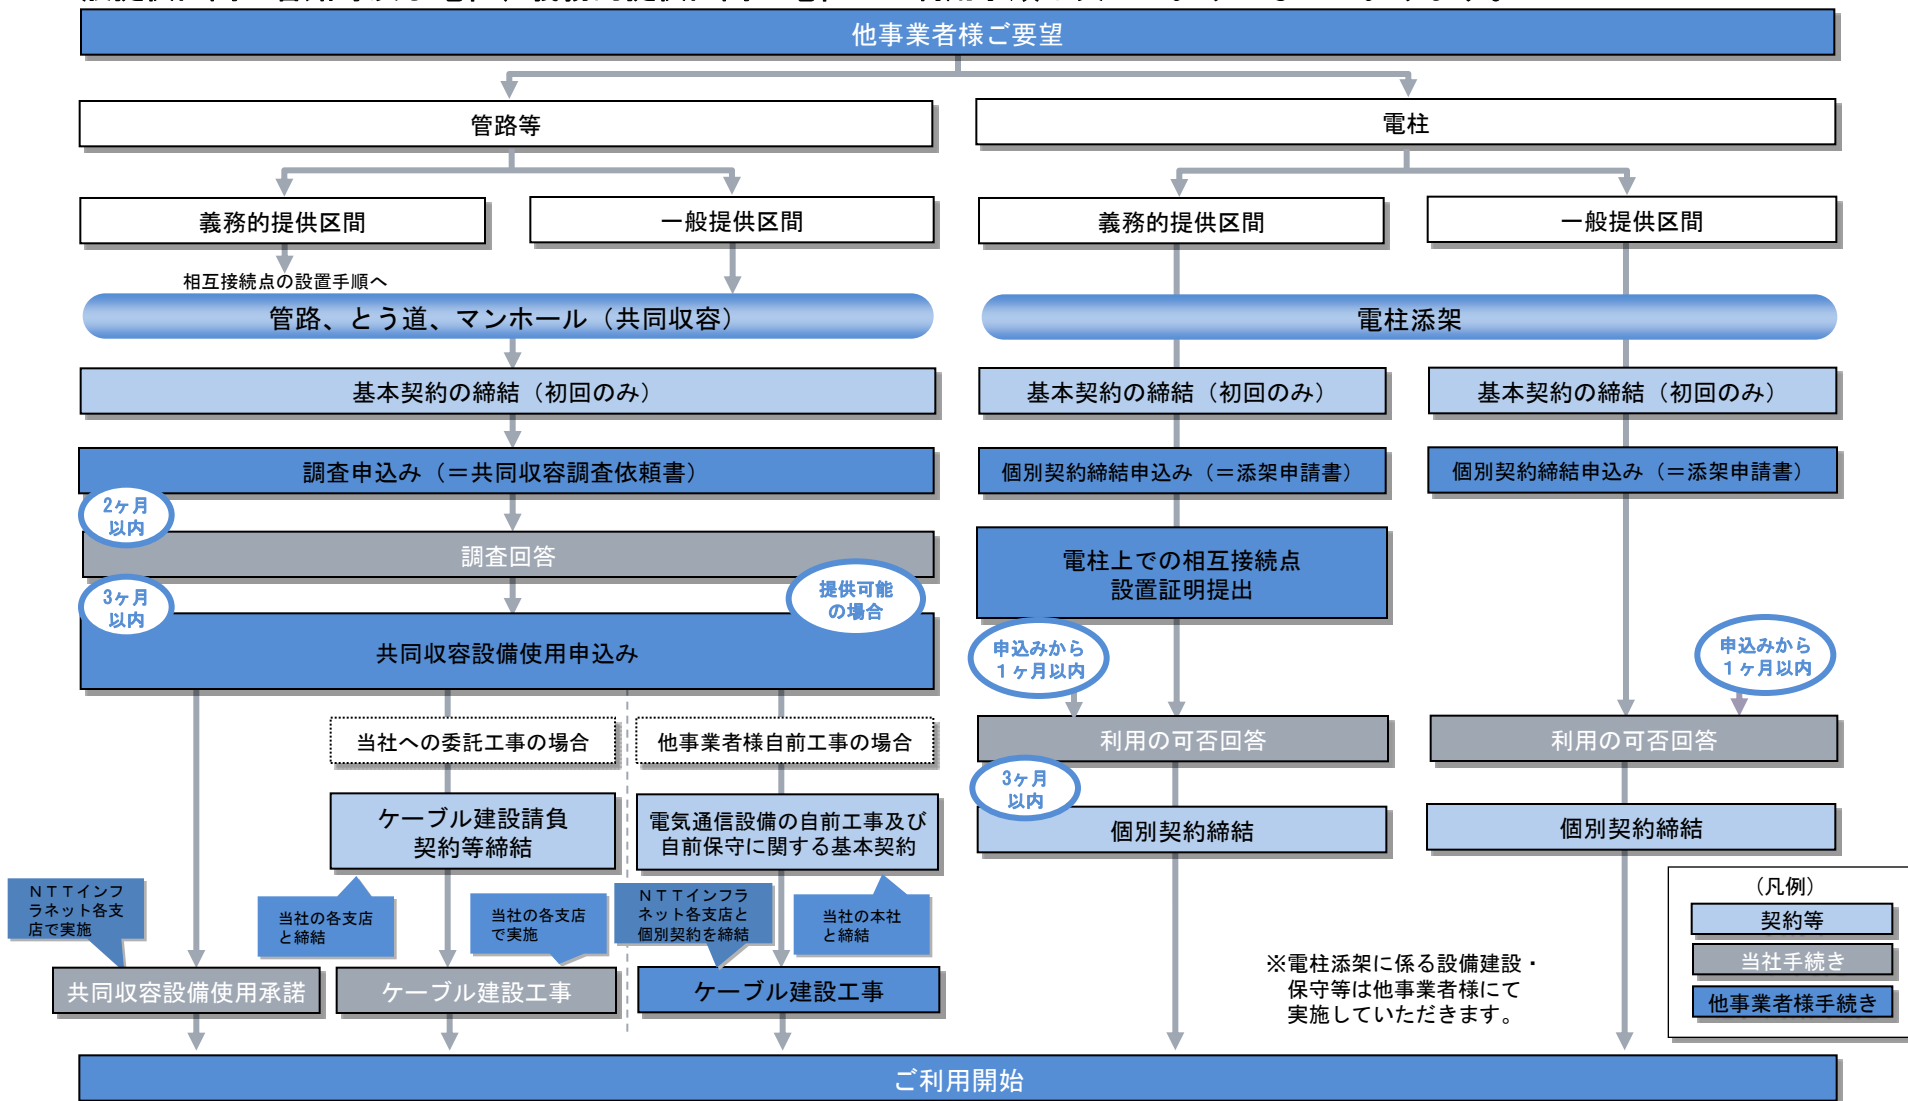 他事業者様ご要望
管路等
電柱
義務的提供区間
一般提供区間
義務的提供区間
一般提供区間
相互接続点の設置手順へ
管路、とう道、マンホール（共同収容）
電柱添架
基本契約の締結（初回のみ）
基本契約の締結（初回のみ）
基本契約の締結（初回のみ）
調査申込み（＝共同収容調査依頼書）
個別契約締結申込み（＝添架申請書）
個別契約締結申込み（＝添架申請書）
2ヶ月
以内
調査回答
電柱上での相互接続点
設置証明提出
3ヶ月
以内
提供可能
の場合
共同収容設備使用申込み
申込みから
１ヶ月以内
申込みから
１ヶ月以内
当社への委託工事の場合
他事業者様自前工事の場合
利用の可否回答
利用の可否回答
3ヶ月
以内
ケーブル建設請負
契約等締結
電気通信設備の自前工事及び
自前保守に関する基本契約
個別契約締結
個別契約締結
ＮＴＴインフ
ラネット各支
店で実施
当社の各支店
と締結
当社の各支店
で実施
ＮＴＴインフラ
ネット各支店と
個別契約を締結
当社の本社
と締結
共同収容設備使用承諾
ケーブル建設工事
ケーブル建設工事
※電柱添架に係る設備建設・
保守等は他事業者様にて
実施していただきます。
（凡例）
契約等
当社手続き
他事業者様手続き
ご利用開始